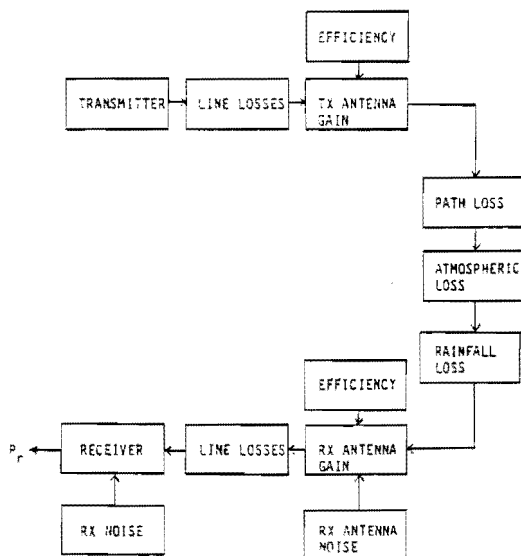 EFFICIENCY
TRANSMITTER
LINE LOSSES
TX ANTENNA
GAIN
PATH LOSS
ATMOSPHERIC
LOSS
RAINFALL
LOSS
EFFICIENCY
Pr
RECEIVER
LINE LOSSES
RX ANTENNA
GAIN
RX NOISE
RX ANTENNA
NOISE